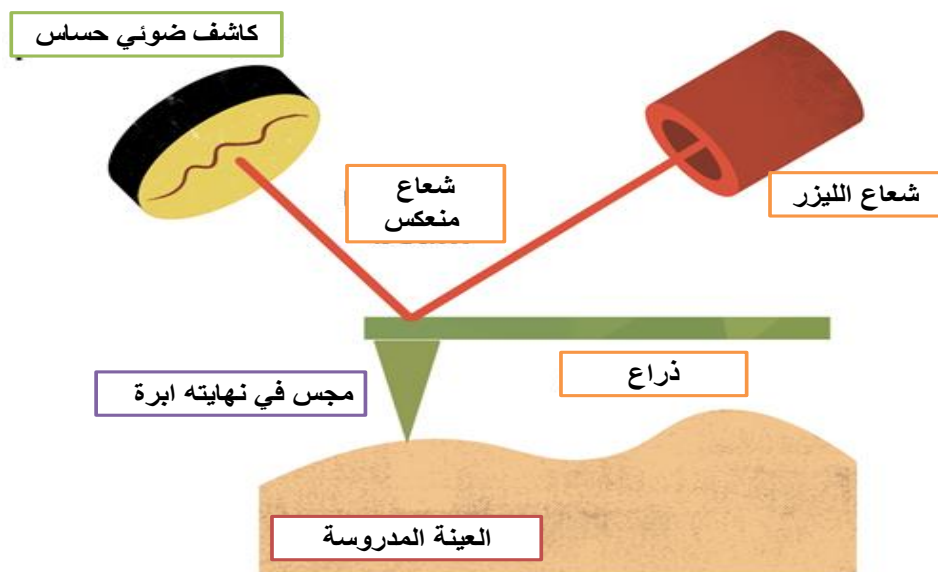 كاشف ضوئي حساس
شعاع
منعكس
شعاع الليزر
ذراع
مجس في نهايته ابرة
العينة المدروسة